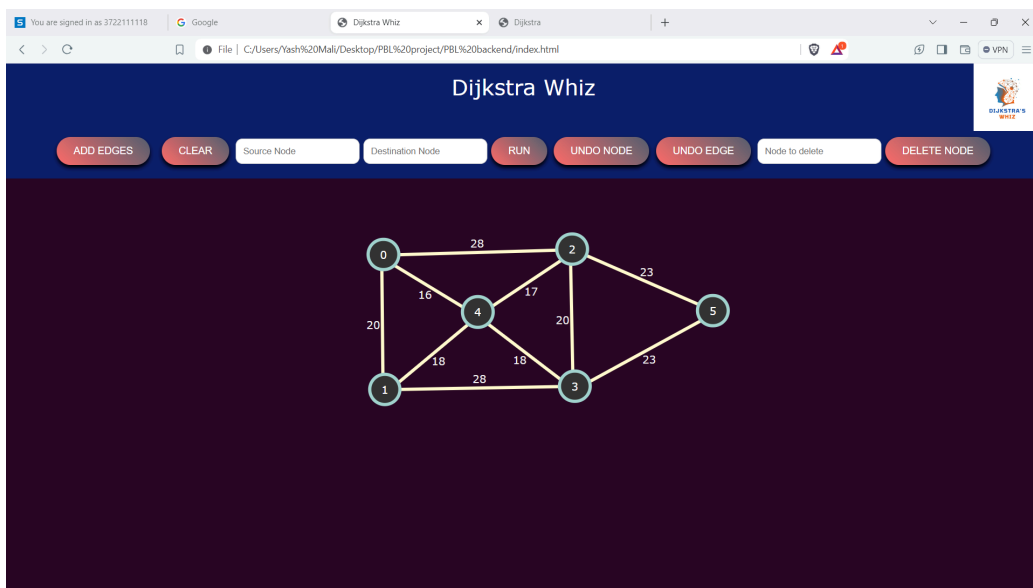 You are signed in as 3722111118
Google
Dijkstra Whiz
Dijkstra
File | C:/Users/Yash%20Mali/Desktop/PBL%20project/PBL%20backend/index.html
VPN
Dijkstra Whiz
DIJKSTRA'S
WHIZ
ADD EDGES
CLEAR
Source Node
Destination Node
RUN
UNDO NODE
UNDO EDGE
Node to delete
DELETE NODE
28
0
2
23
16
17
4
5
20
20
18
18
23
28
1
3